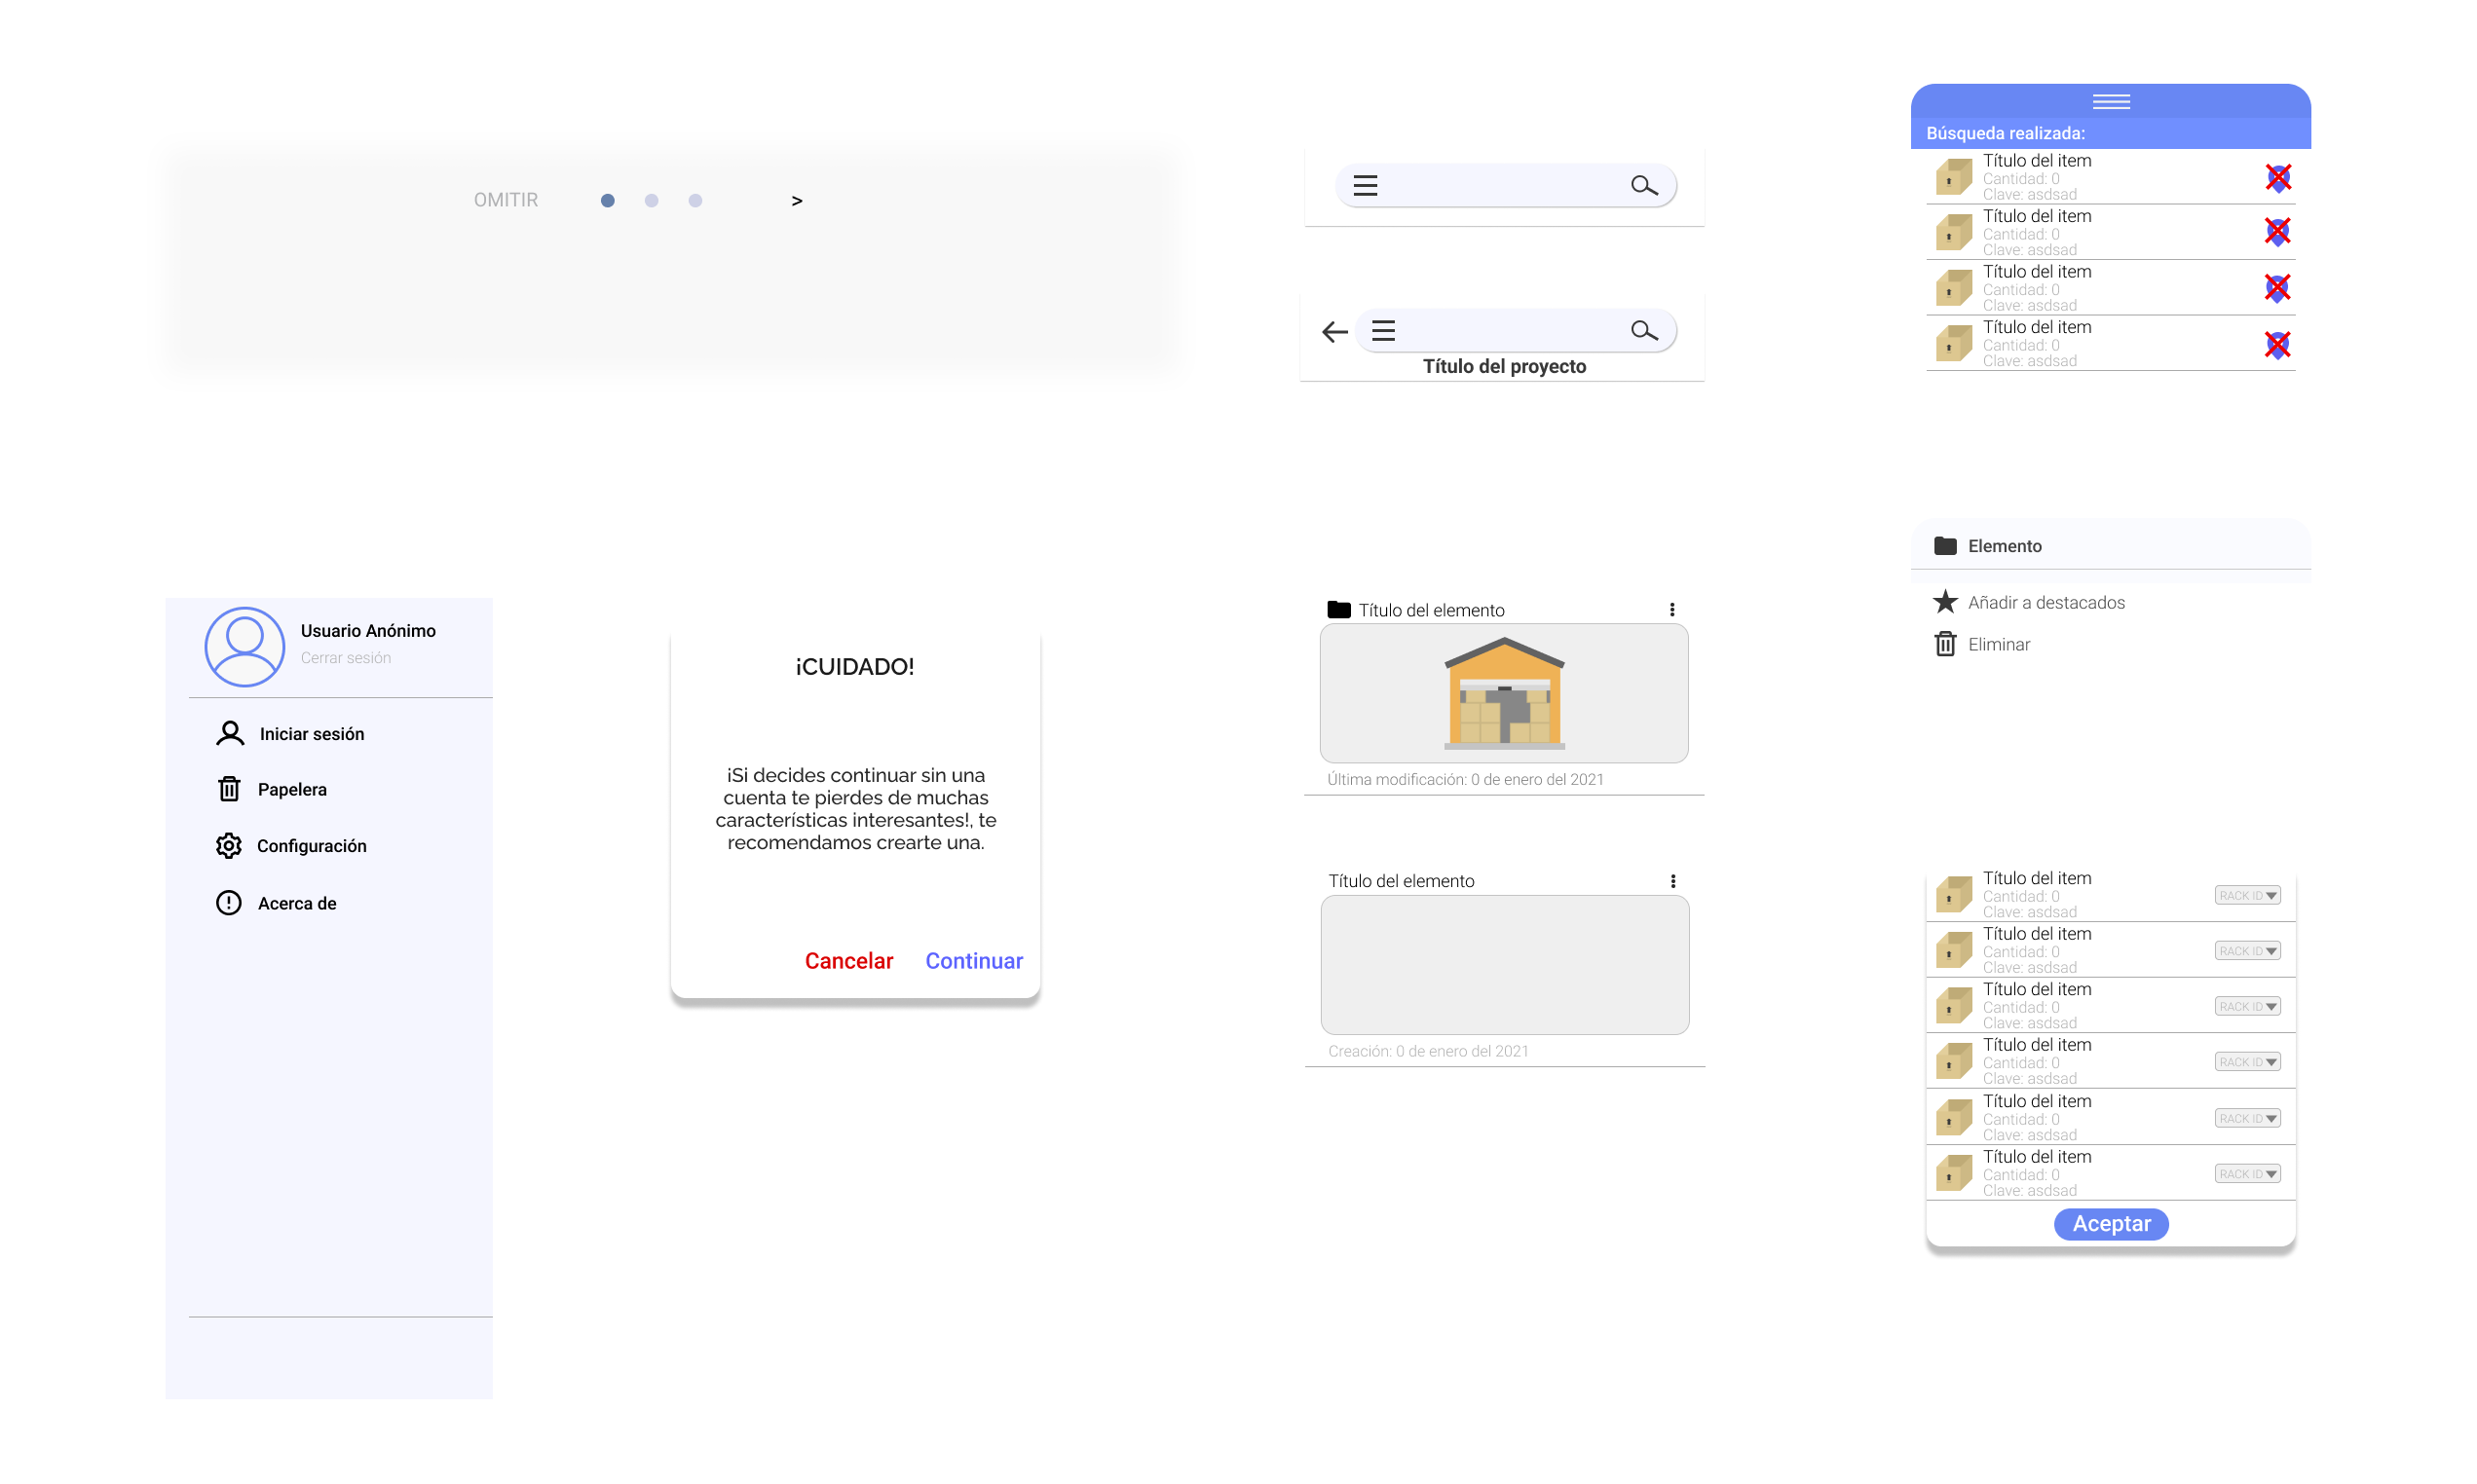 OMITIR
>
Título del proyecto
Búsqueda realizada:
Título del item
Cantidad: 0
Clave: asdsad
Título del item
Cantidad: 0
Clave: asdsad
Título del item
Cantidad: 0
Clave: asdsad
Título del item
Cantidad: 0
Clave: asdsad
Usuario Anónimo
Cerrar sesión
Iniciar sesión
Papelera
Configuración
Acerca de
¡CUIDADO!
¡Si decides continuar sin una
cuenta te pierdes de muchas
características interesantes!, te
recomendamos crearte una.
Cancelar Continuar
Título del elemento
Última modificación: 0 de enero del 2021
Título del elemento
Creación: 0 de enero del 2021
Elemento
Añadir a destacados
Eliminar
Título del item
Cantidad: 0
RACK ID
Clave: asdsad
Título del item
Cantidad: 0
RACK ID
Clave: asdsad
Título del item
Cantidad: 0
RACK ID
Clave: asdsad
Título del item
Cantidad: 0
RACK ID
Clave: asdsad
Título del item
Cantidad: 0
RACK ID
Clave: asdsad
Título del item
Cantidad: 0
RACK ID
Clave: asdsad
Aceptar